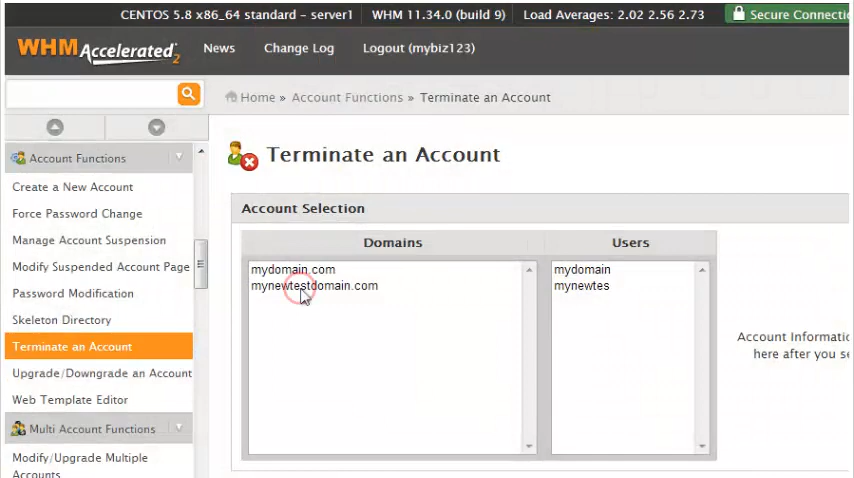 CENTOS 5.8 x86_64 standard – server1 WHM 11.34.0 (build 9) Load Averages: 2.02 2.56 2.73 Secure Connecti
WHM Accelerated2 News Change Log Logout (mybiz123)
Home » Account Functions » Terminate an Account
Account Functions
Create a New Account
Force Password Change
Manage Account Suspension
Modify Suspended Account Page
Password Modification
Skeleton Directory
Terminate an Account
Upgrade/Downgrade an Account
Web Template Editor
Multi Account Functions
Modify/Upgrade Multiple
Accounts
Terminate an Account
Account Selection
Domains Users
mydomain.com mydomain
mynewtestdomain.com mynewtes
Account Informatio
here after you se